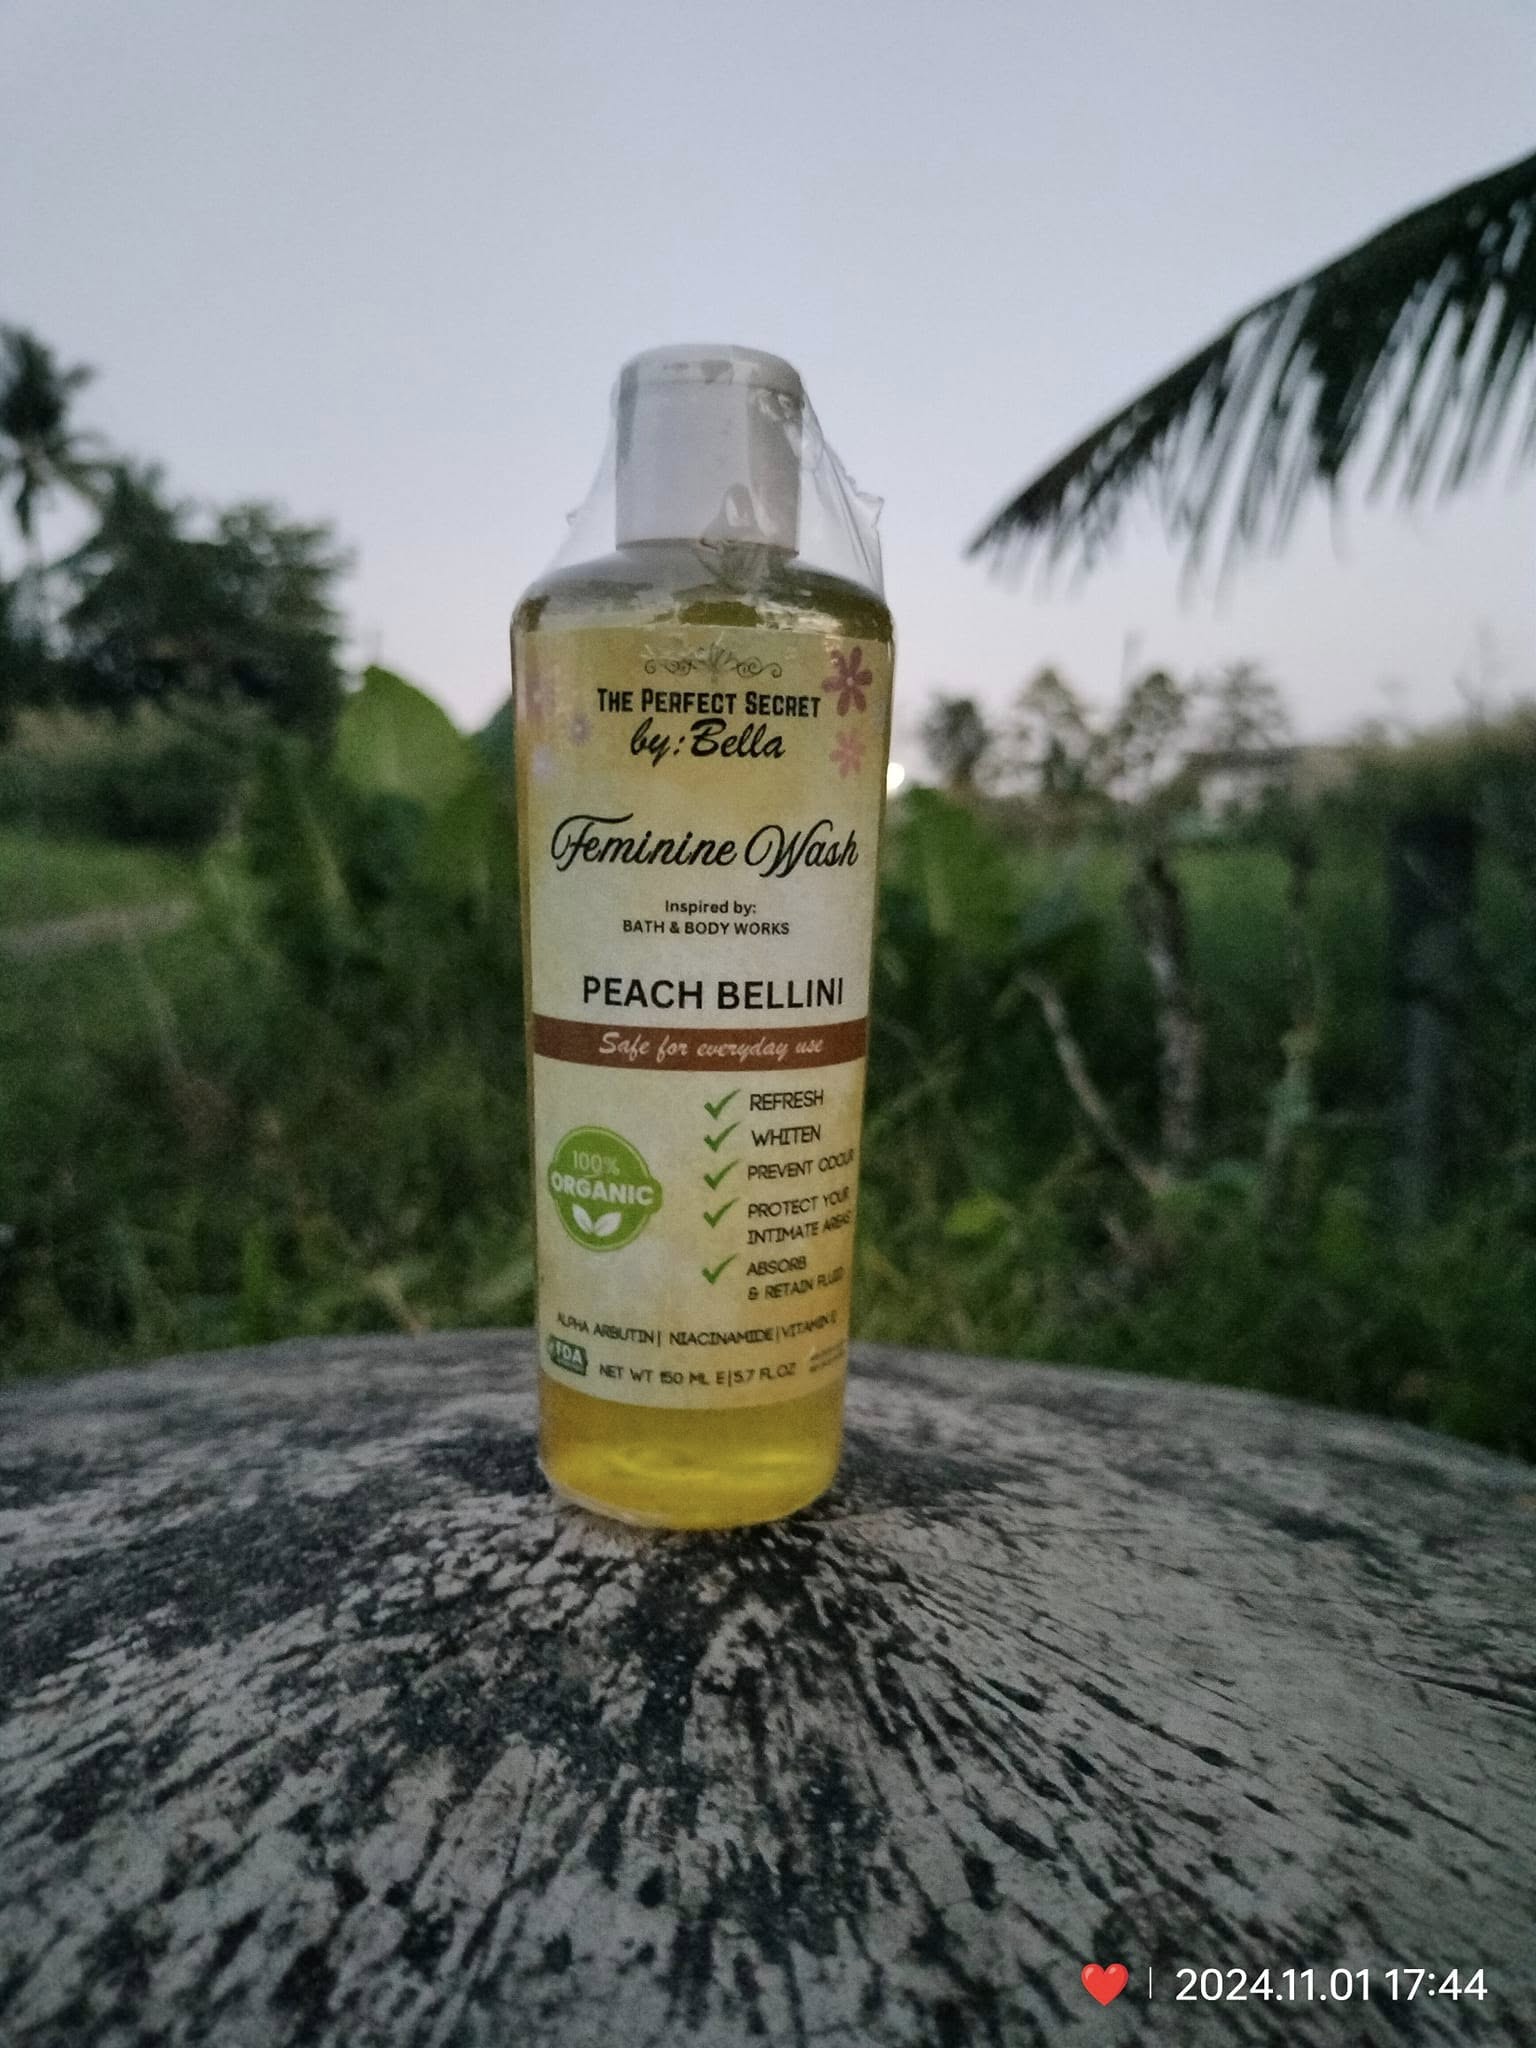 THE PERFECT SECRET
by: Bella
Feminine Wash
Inspired by:
BATH & BODY WORKS
PEACH BELLINI
Safe for everyday use
100%
ORGANIC
REFRESH
WHITEN
PREVENT ODOUR
PROTECT YOUR
INTIMATE AREAS
ABSORB
& RETAIN FLUID
ALPHA ARBUTIN | NIACINAMIDE | VITAMIN E
FDA
NET WT 150 ML E | 5.7 FL OZ
2024.11.01 17:44